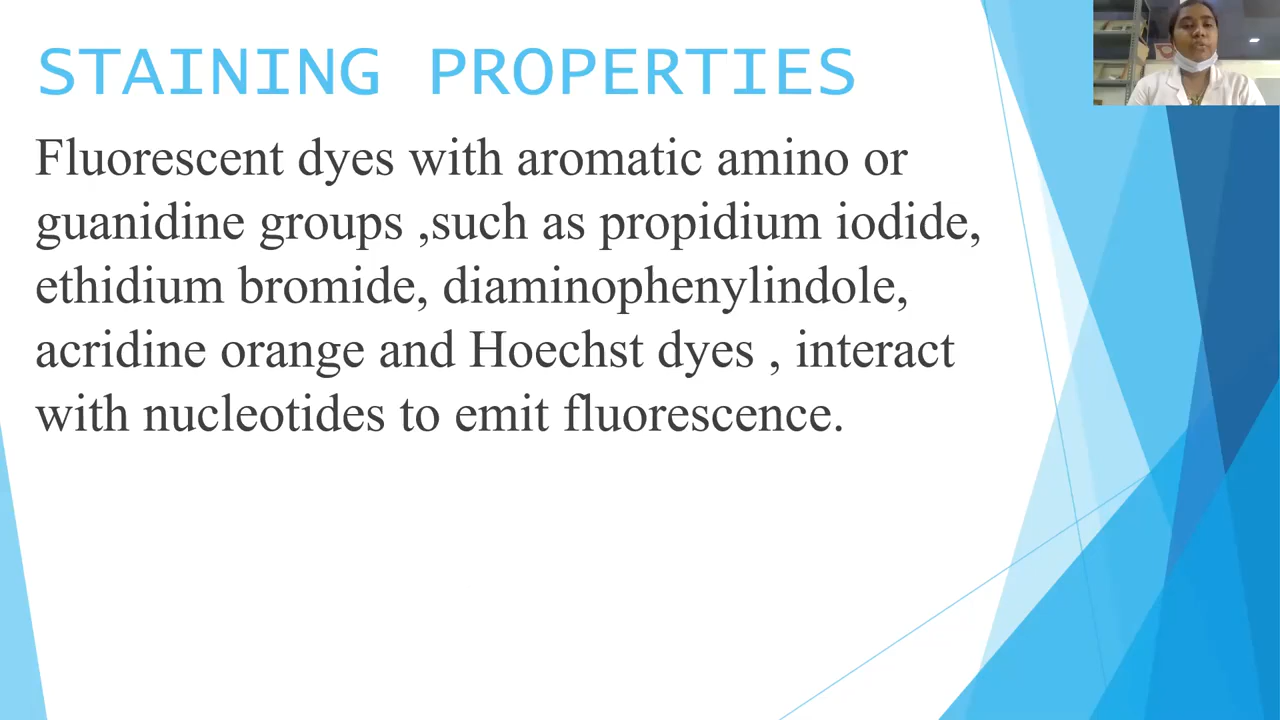 STAINING PROPERTIES
Fluorescent dyes with aromatic amino or
guanidine groups ,such as propidium iodide,
ethidium bromide, diaminophenylindole,
acridine orange and Hoechst dyes , interact
with nucleotides to emit fluorescence.